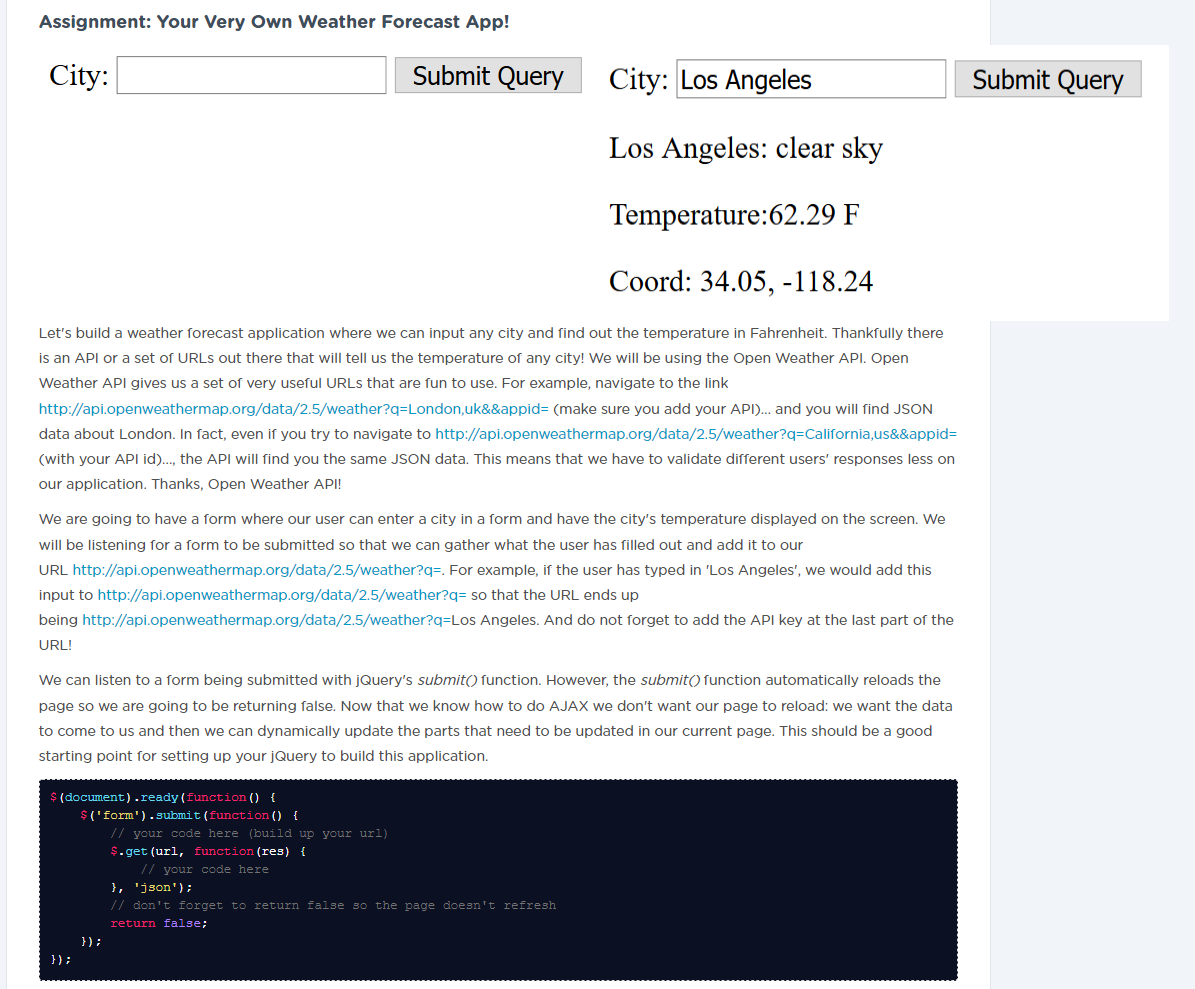 Assignment: Your Very Own Weather Forecast App!
City: Submit Query
City: Los Angeles Submit Query
Los Angeles: clear sky
Temperature:62.29 F
Coord: 34.05, -118.24
Let's build a weather forecast application where we can input any city and find out the temperature in Fahrenheit. Thankfully there
is an API or a set of URLs out there that will tell us the temperature of any city! We will be using the Open Weather API. Open
Weather API gives us a set of very useful URLs that are fun to use. For example, navigate to the link
http://api.openweathermap.org/data/2.5/weather?q=London,uk&&appid= (make sure you add your API)... and you will find JSON
data about London. In fact, even if you try to navigate to http://api.openweathermap.org/data/2.5/weather?q=California,us&&appid=
(with your API id)..., the API will find you the same JSON data. This means that we have to validate different users' responses less on
our application. Thanks, Open Weather API!
We are going to have a form where our user can enter a city in a form and have the city's temperature displayed on the screen. We
will be listening for a form to be submitted so that we can gather what the user has filled out and add it to our
URL http://api.openweathermap.org/data/2.5/weather?q=. For example, if the user has typed in 'Los Angeles', we would add this
input to http://api.openweathermap.org/data/2.5/weather?q= so that the URL ends up
being http://api.openweathermap.org/data/2.5/weather?q=Los Angeles. And do not forget to add the API key at the last part of the
URL!
We can listen to a form being submitted with jQuery's submit() function. However, the submit() function automatically reloads the
page so we are going to be returning false. Now that we know how to do AJAX we don't want our page to reload: we want the data
to come to us and then we can dynamically update the parts that need to be updated in our current page. This should be a good
starting point for setting up your jQuery to build this application.
$(document).ready(function() {
    $('form').submit(function() {
        // your code here (build up your url)
        $.get(url, function(res) {
            // your code here
        }, 'json');
        // don't forget to return false so the page doesn't refresh
        return false;
    });
});